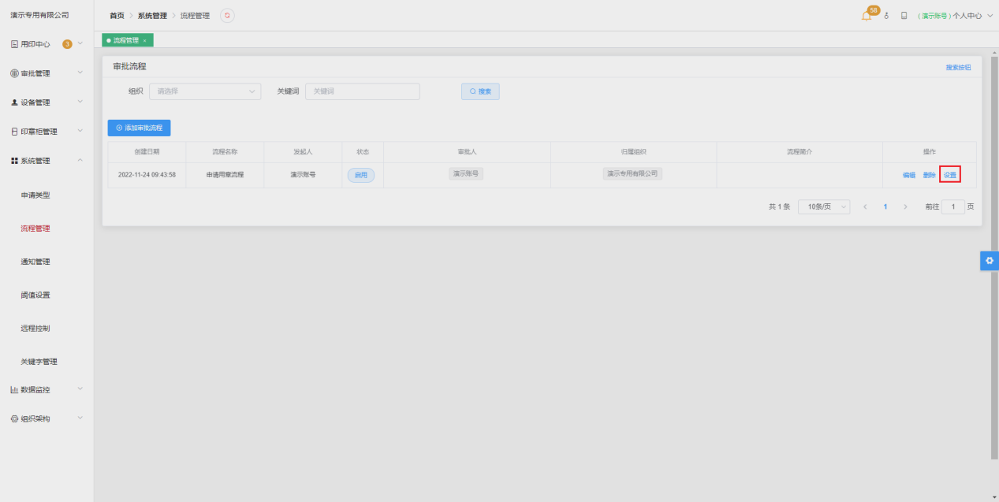 演示专用有限公司
首页 > 系统管理 > 流程管理
58
(演示账号) 个人中心
用印中心 3
审批管理
设备管理
印章柜管理
系统管理
申请类型
流程管理
通知管理
阈值设置
远程控制
关键字管理
数据监控
组织架构
流程管理 ×
审批流程
搜索按钮
组织 请选择 关键词 关键词 搜索
添加审批流程
创建日期 流程名称 发起人 状态 审批人 归属组织 流程简介 操作
2022-11-24 09:43:58 申请用章流程 演示账号 启用 演示账号 演示专用有限公司 编辑 删除 设置
共 1 条 10条/页 < 1 > 前往 1 页